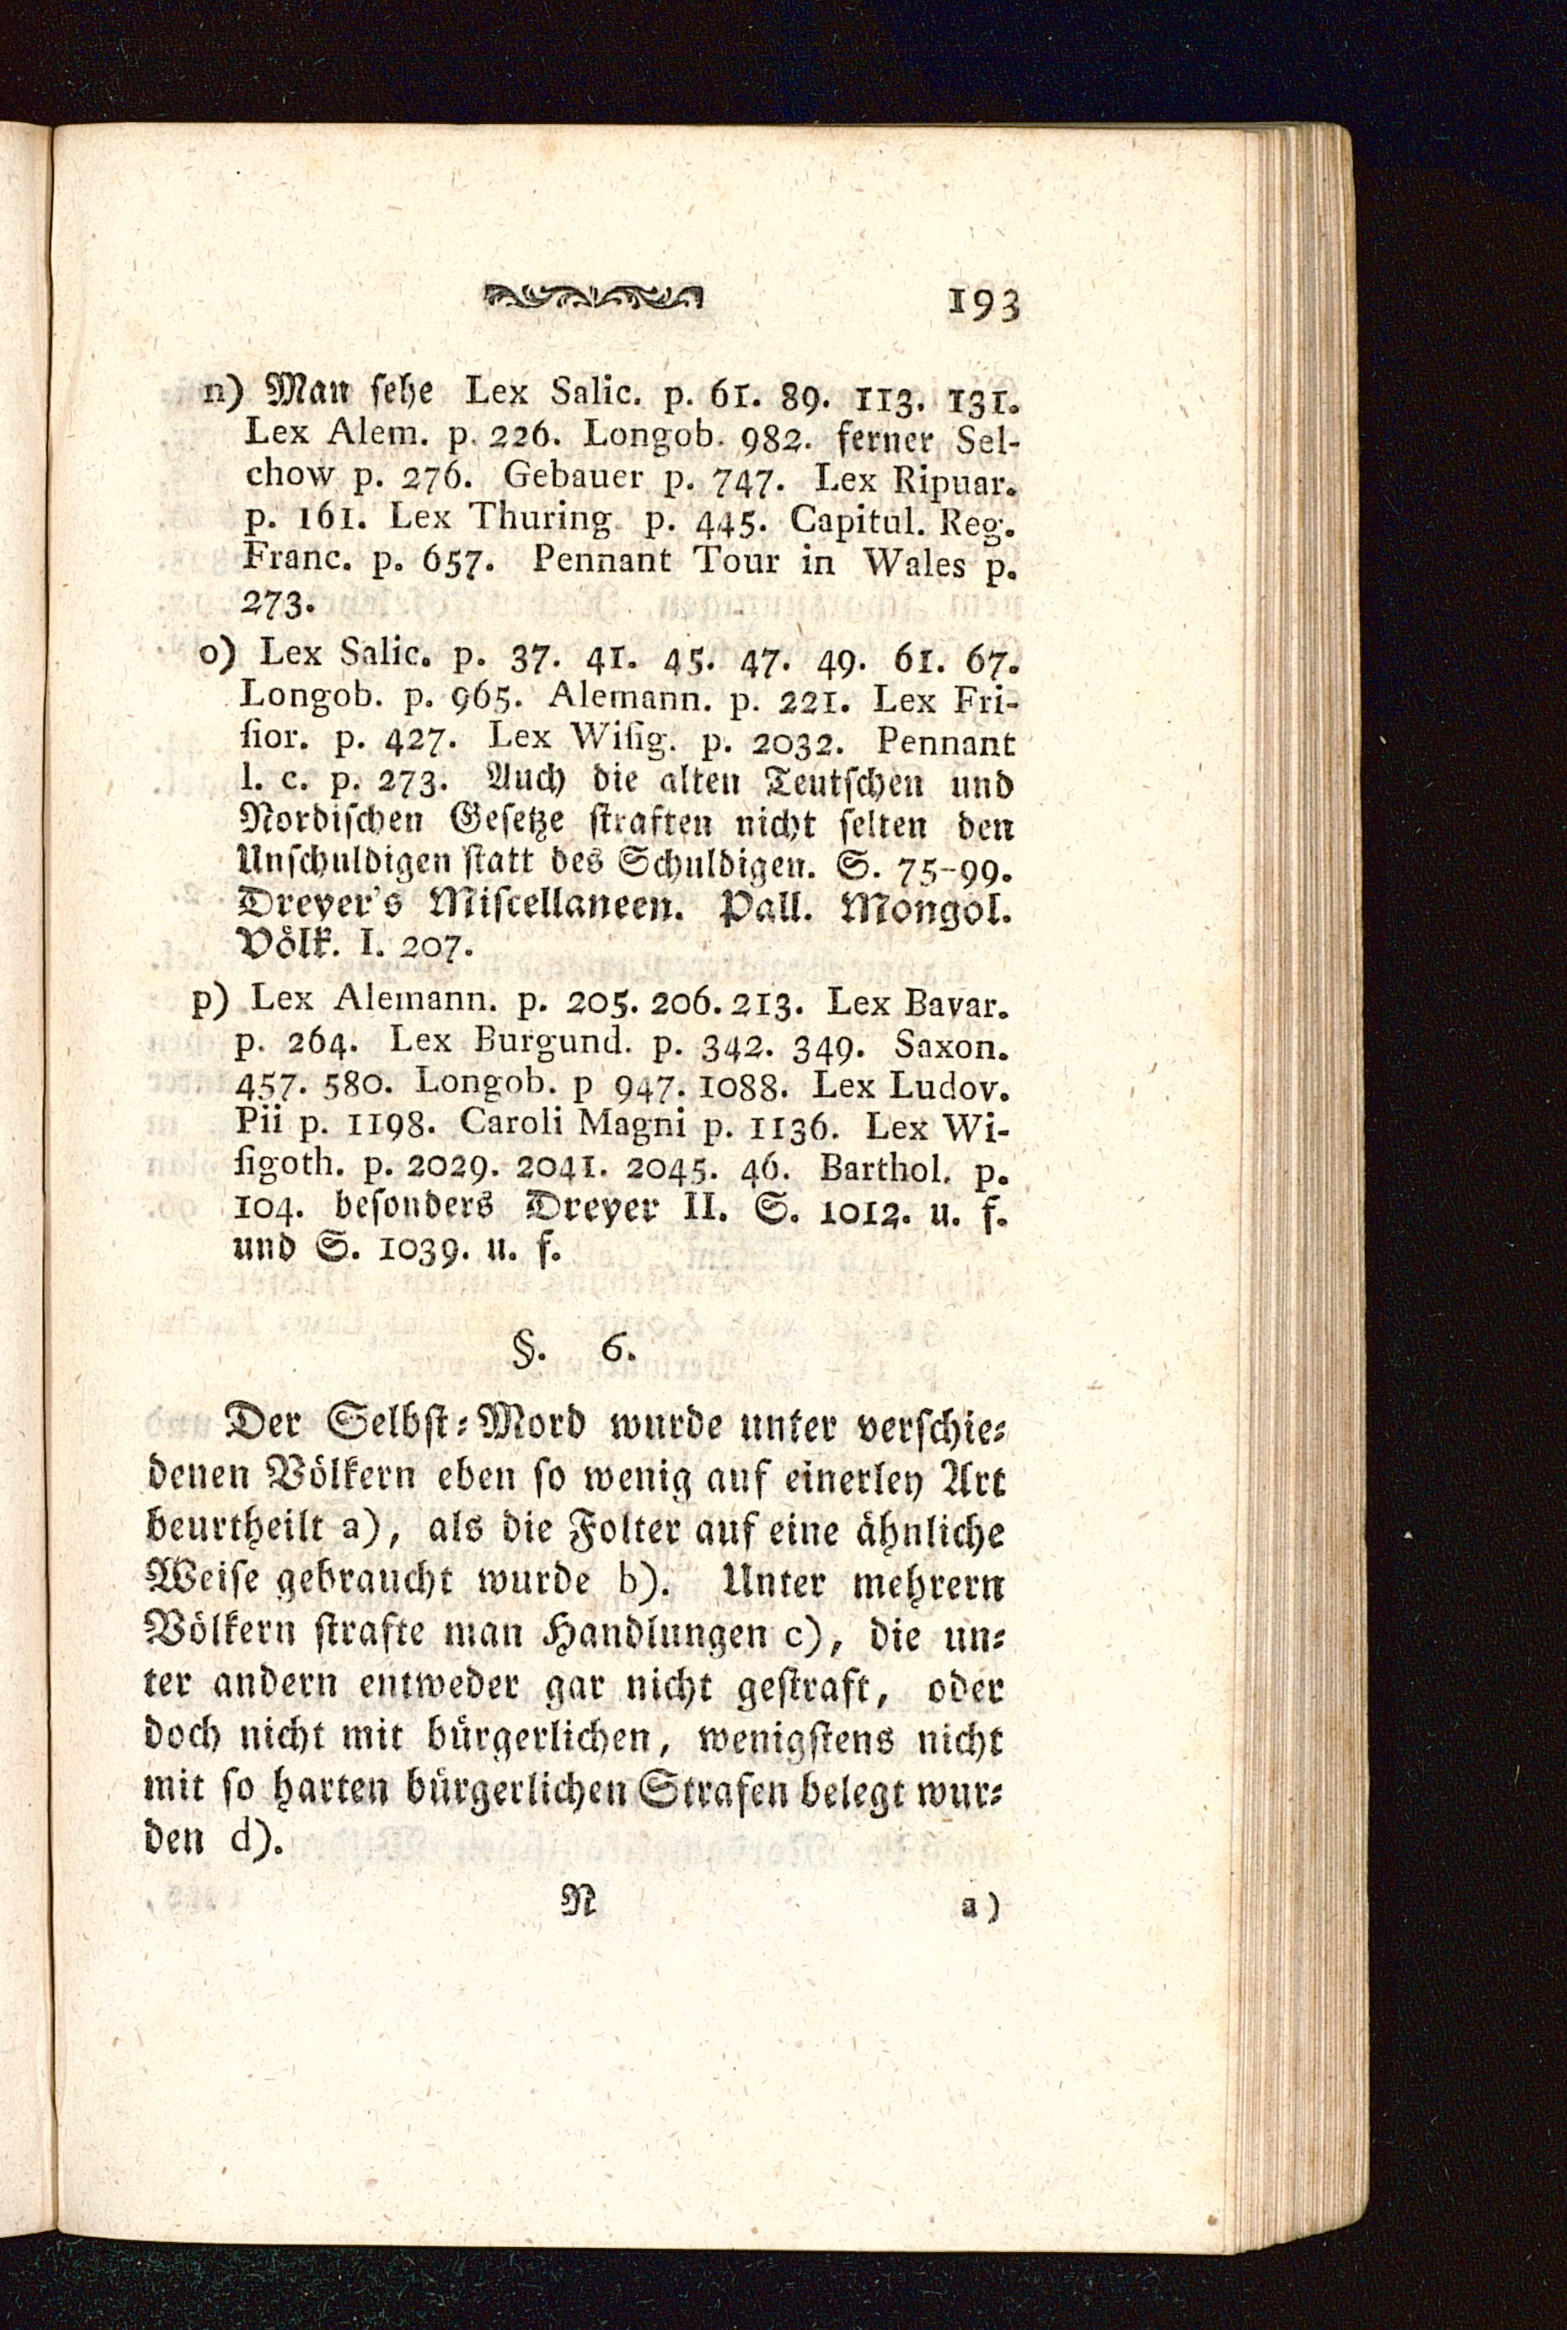 193
n) Man ſehe Lex Salic. p. 61. 89. 113. 131.
Lex Alem. p. 226. Longob. 982. ferner Sel-
chow p. 276. Gebauer p. 747. Lex Ripuar.
p. 161. Lex Thuring. p. 445. Capitul. Reg.
Franc. p. 657. Pennant Tour in Wales p.
273.
o) Lex Salic. p. 37. 41. 45. 47. 49. 61. 67.
Longob. p. 965. Alemann. p. 221. Lex Fri-
ſior. p. 427. Lex Wiſig. p. 2032. Pennant
l. c. p. 273. Auch die alten Teutſchen und
Nordiſchen Geſetze ſtraften nicht ſelten den
Unſchuldigen ſtatt des Schuldigen. S. 75-99.
Dreyer's Miſcellaneen. Pall. Mongol.
Völk. I. 207.
p) Lex Alemann. p. 205. 206. 213. Lex Bavar.
p. 264. Lex Burgund. p. 342. 349. Saxon.
457. 580. Longob. p 947. 1088. Lex Ludov.
Pii p. 1198. Caroli Magni p. 1136. Lex Wi-
ſigoth. p. 2029. 2041. 2045. 46. Barthol. p.
104. beſonders Dreyer II. S. 1012. u. f.
und S. 1039. u. f.
§. 6.
Der Selbſt⸗Mord wurde unter verſchie⸗
denen Völkern eben ſo wenig auf einerley Art
beurtheilt a), als die Folter auf eine ähnliche
Weiſe gebraucht wurde b). Unter mehrern
Völkern ſtrafte man Handlungen c), die un⸗
ter andern entweder gar nicht geſtraft, oder
doch nicht mit bürgerlichen, wenigſtens nicht
mit ſo harten bürgerlichen Strafen belegt wur⸗
den d).
N a)